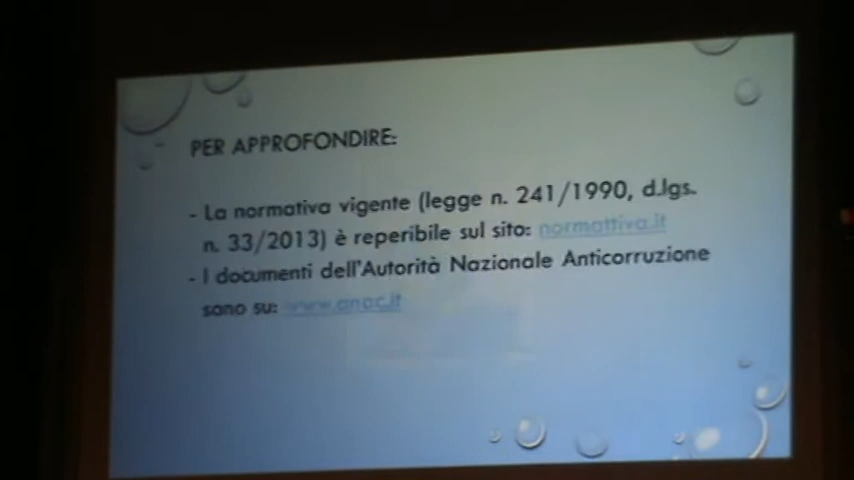 PER APPROFONDIRE:
- La normativa vigente (legge n. 241/1990, d.lgs.
n. 33/2013) è reperibile sul sito: normattiva.it
- I documenti dell'Autorità Nazionale Anticorruzione
sono su: www.anac.it